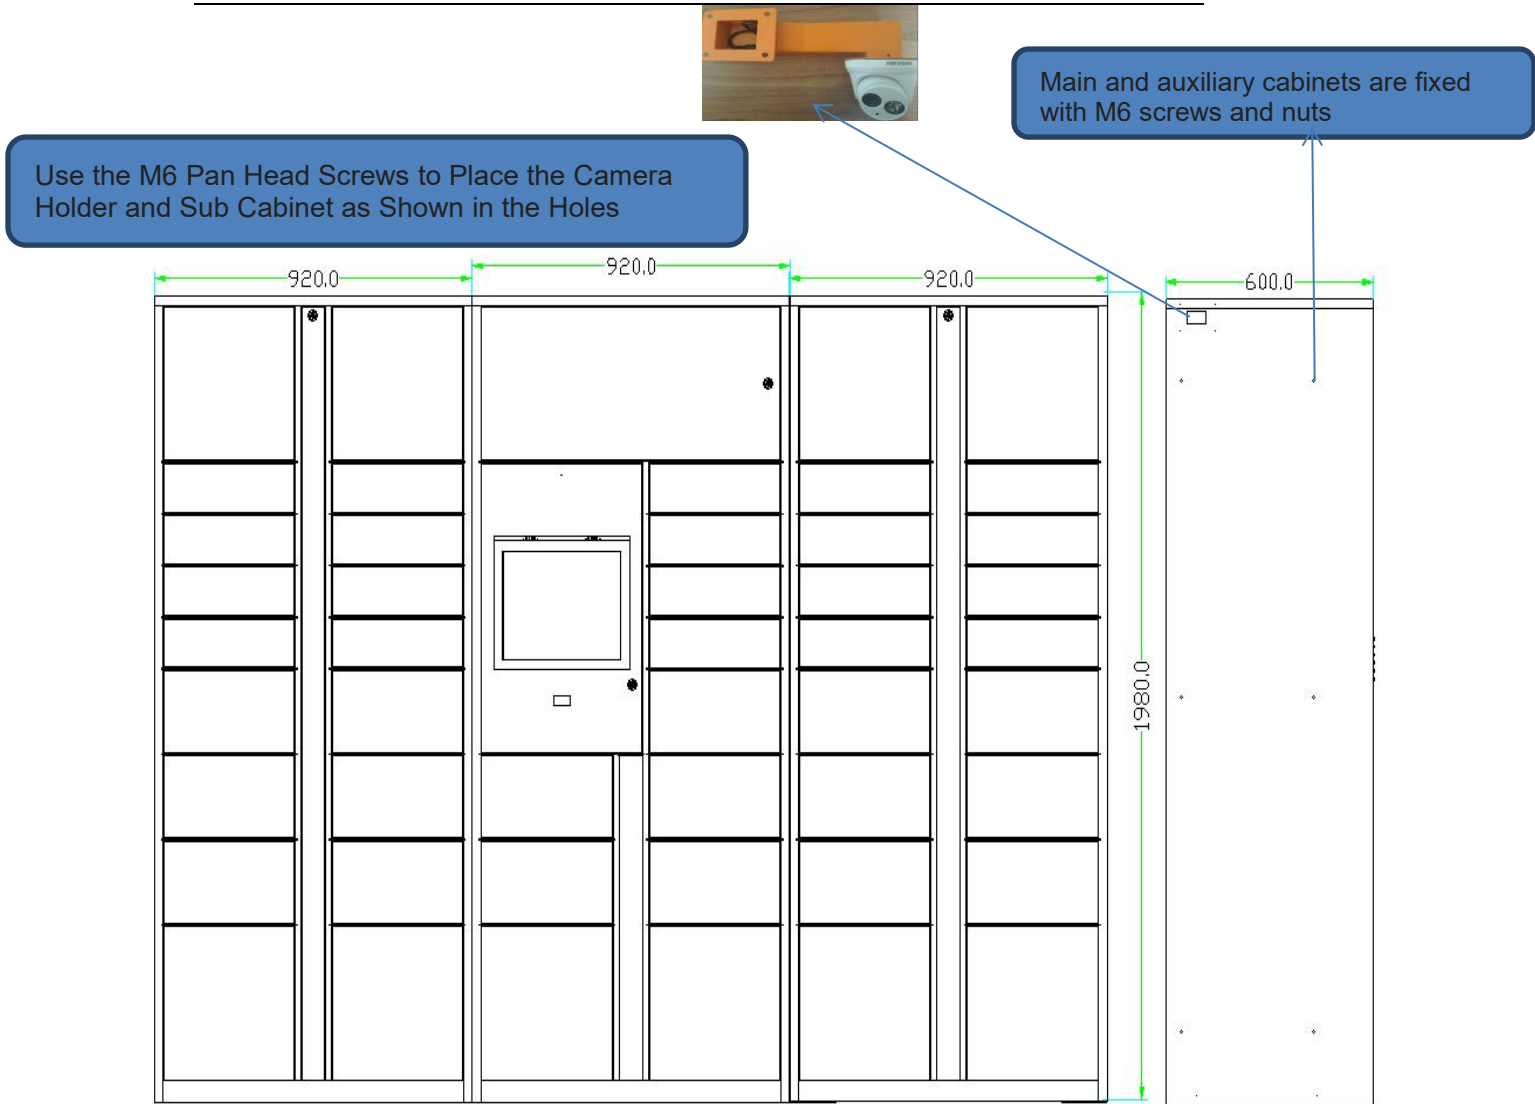 Main and auxiliary cabinets are fixed
with M6 screws and nuts
Use the M6 Pan Head Screws to Place the Camera
Holder and Sub Cabinet as Shown in the Holes
920.0
920.0
920.0
600.0
1980.0